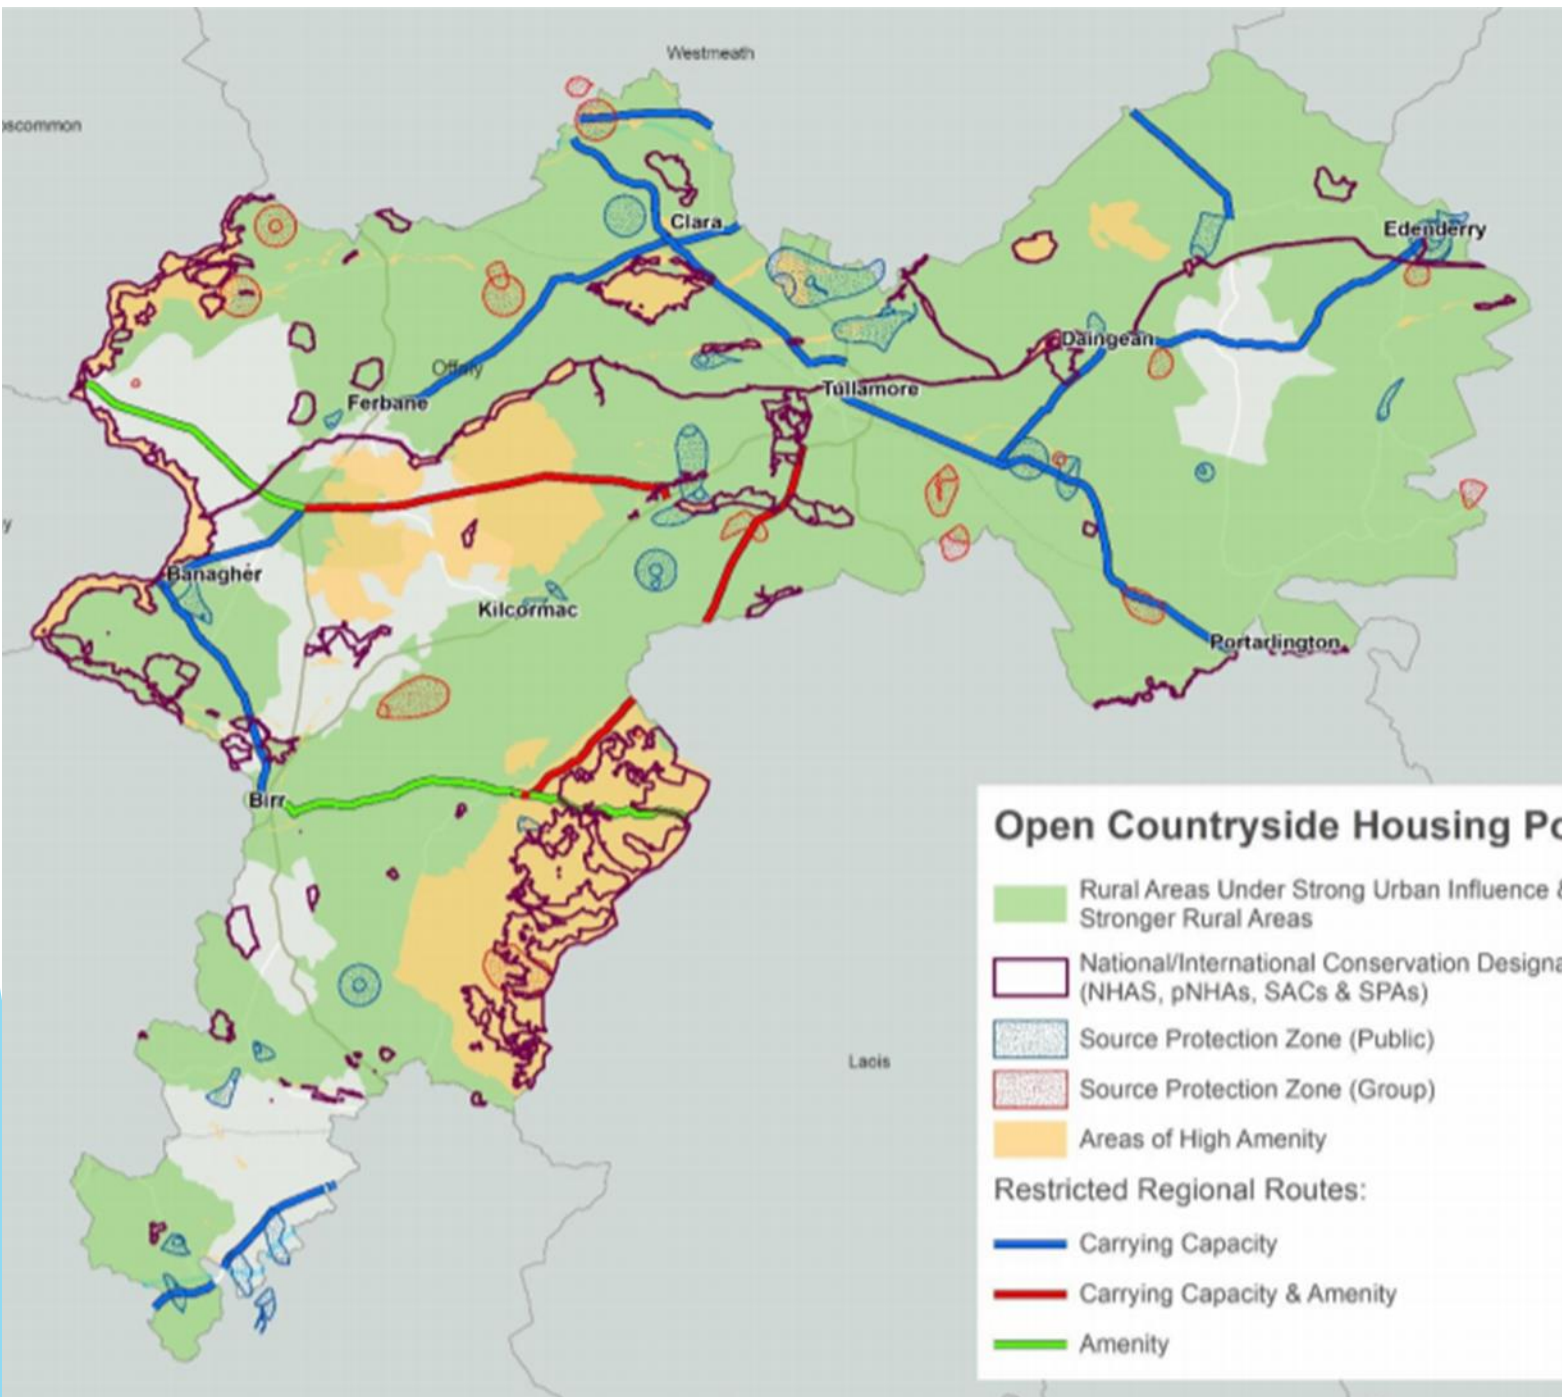 Westmeath
oscommon
Clara
Edenderry
Daingean
Offaly
Tullamore
Ferbane
y
Banagher
Kilcormac
Portarlington
Birr
Laois
Open Countryside Housing Po
Rural Areas Under Strong Urban Influence &
Stronger Rural Areas
National/International Conservation Designa
(NHAS, pNHAs, SACs & SPAs)
Source Protection Zone (Public)
Source Protection Zone (Group)
Areas of High Amenity
Restricted Regional Routes:
Carrying Capacity
Carrying Capacity & Amenity
Amenity